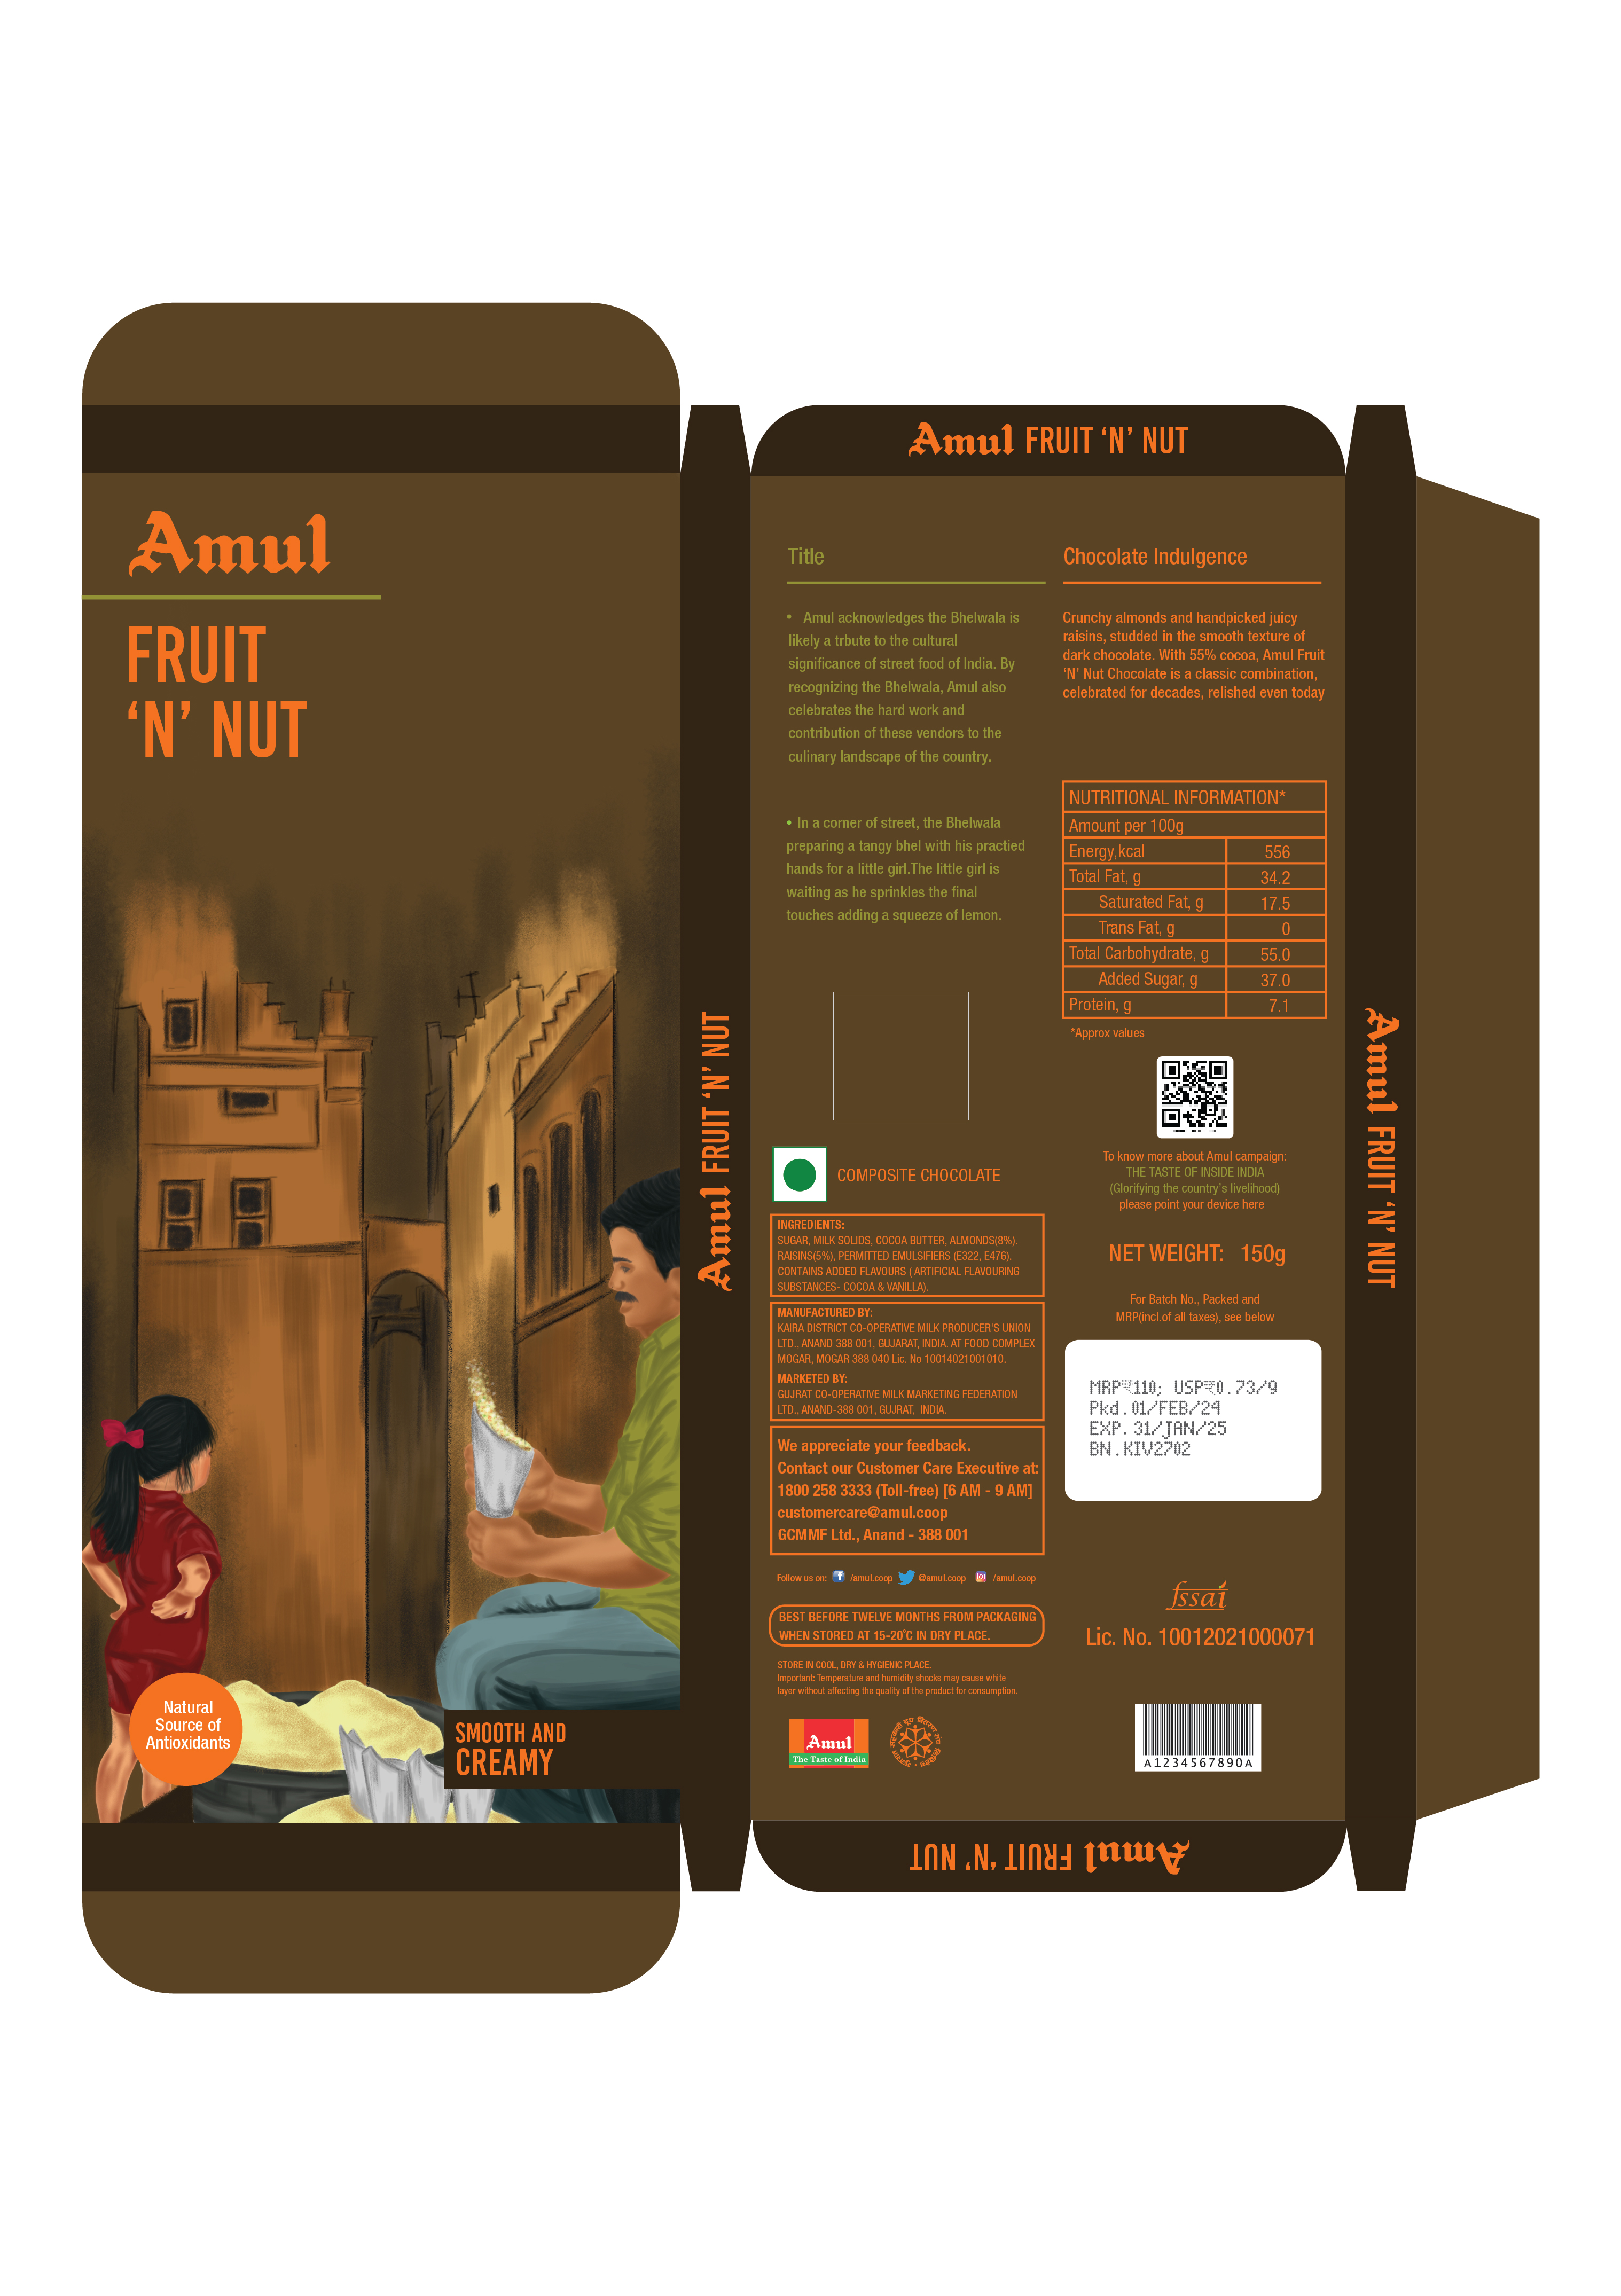 Amul
FRUIT
‘N’ NUT
Natural
Source of
Antioxidants
SMOOTH AND
CREAMY
Amul FRUIT ‘N’ NUT
Amul FRUIT ‘N’ NUT
Title
• Amul acknowledges the Bhelwala is
likely a trbute to the cultural
significance of street food of India. By
recognizing the Bhelwala, Amul also
celebrates the hard work and
contribution of these vendors to the
culinary landscape of the country.
• In a corner of street, the Bhelwala
preparing a tangy bhel with his practied
hands for a little girl.The little girl is
waiting as he sprinkles the final
touches adding a squeeze of lemon.
COMPOSITE CHOCOLATE
INGREDIENTS:
SUGAR, MILK SOLIDS, COCOA BUTTER, ALMONDS(8%).
RAISINS(5%), PERMITTED EMULSIFIERS (E322, E476).
CONTAINS ADDED FLAVOURS ( ARTIFICIAL FLAVOURING
SUBSTANCES- COCOA & VANILLA).
MANUFACTURED BY:
KAIRA DISTRICT CO-OPERATIVE MILK PRODUCER'S UNION
LTD., ANAND 388 001, GUJARAT, INDIA. AT FOOD COMPLEX
MOGAR, MOGAR 388 040 Lic. No 10014021001010.
MARKETED BY:
GUJRAT CO-OPERATIVE MILK MARKETING FEDERATION
LTD., ANAND-388 001, GUJRAT, INDIA.
We appreciate your feedback.
Contact our Customer Care Executive at:
1800 258 3333 (Toll-free) [6 AM - 9 AM]
customercare@amul.coop
GCMMF Ltd., Anand - 388 001
Follow us on: /amul.coop @amul.coop /amul.coop
BEST BEFORE TWELVE MONTHS FROM PACKAGING
WHEN STORED AT 15-20°C IN DRY PLACE.
STORE IN COOL, DRY & HYGIENIC PLACE.
Important: Temperature and humidity shocks may cause white
layer without affecting the quality of the product for consumption.
Amul
The Taste of India
Chocolate Indulgence
Crunchy almonds and handpicked juicy
raisins, studded in the smooth texture of
dark chocolate. With 55% cocoa, Amul Fruit
‘N’ Nut Chocolate is a classic combination,
celebrated for decades, relished even today
NUTRITIONAL INFORMATION*
Amount per 100g
Energy,kcal 556
Total Fat, g 34.2
Saturated Fat, g 17.5
Trans Fat, g 0
Total Carbohydrate, g 55.0
Added Sugar, g 37.0
Protein, g 7.1
*Approx values
To know more about Amul campaign:
THE TASTE OF INSIDE INDIA
(Glorifying the country's livelihood)
please point your device here
NET WEIGHT: 150g
For Batch No., Packed and
MRP(incl.of all taxes), see below
MRP₹110; USP₹0.73/9
Pkd.01/FEB/24
EXP. 31/JAN/25
BN.KIV2702
fssai
Lic. No. 10012021000071
A1234567890A
Amul FRUIT ‘N’ NUT
Amul FRUIT ‘N’ NUT